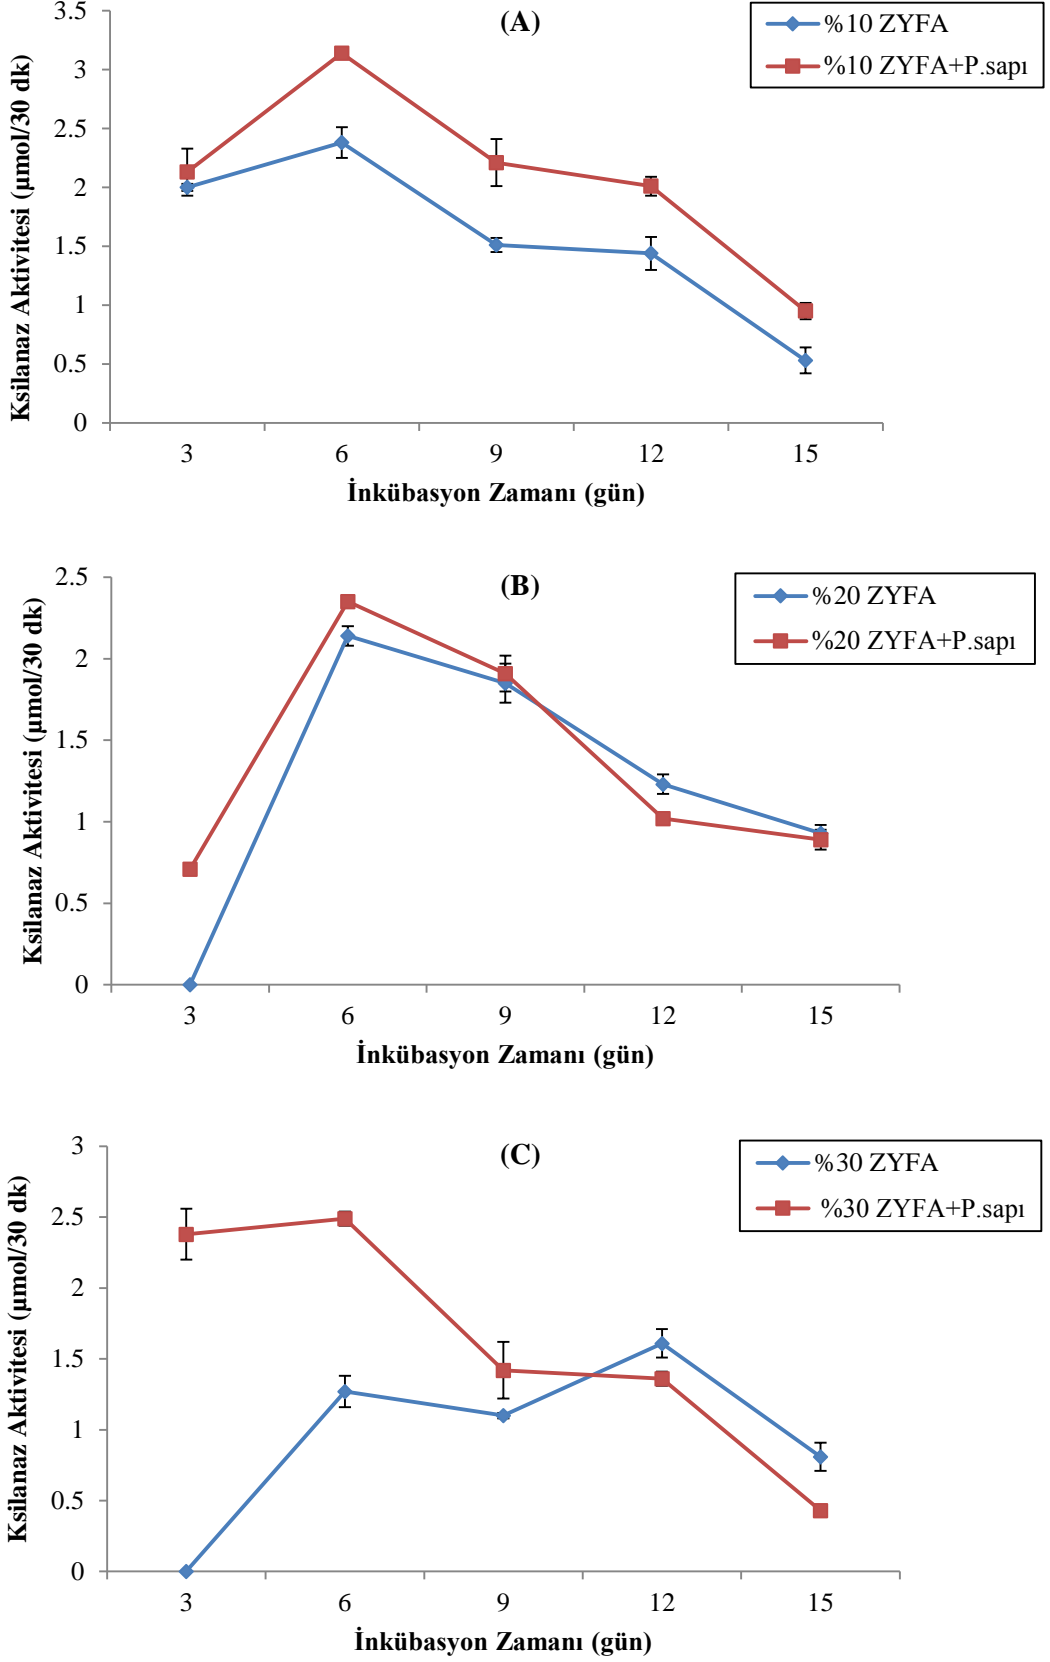 (A)
%10 ZYFA
%10 ZYFA+P.sapı
Ksilanaz Aktivitesi (µmol/30 dk)
3.5
3
2.5
2
1.5
1
0.5
0
3 6 9 12 15
İnkübasyon Zamanı (gün)
(B)
%20 ZYFA
%20 ZYFA+P.sapı
Ksilanaz Aktivitesi (µmol/30 dk)
2.5
2
1.5
1
0.5
0
3 6 9 12 15
İnkübasyon Zamanı (gün)
(C)
%30 ZYFA
%30 ZYFA+P.sapı
Ksilanaz Aktivitesi (µmol/30 dk)
3
2.5
2
1.5
1
0.5
0
3 6 9 12 15
İnkübasyon Zamanı (gün)